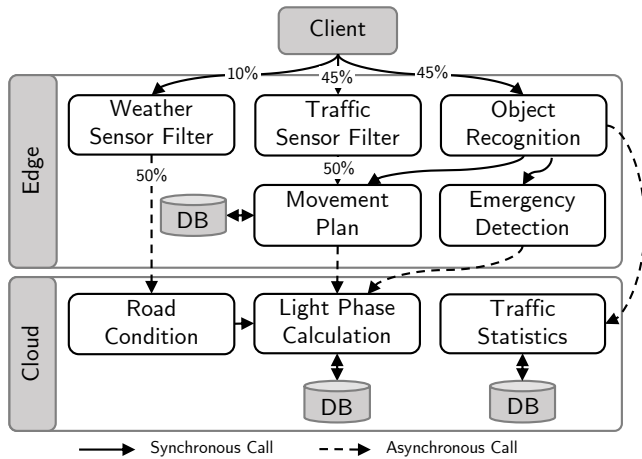 Client
10%
45%
45%
Edge
Weather
Sensor Filter
Traffic
Sensor Filter
Object
Recognition
50%
50%
DB
Movement
Plan
Emergency
Detection
Cloud
Road
Condition
Light Phase
Calculation
Traffic
Statistics
DB
DB
Synchronous Call
Asynchronous Call